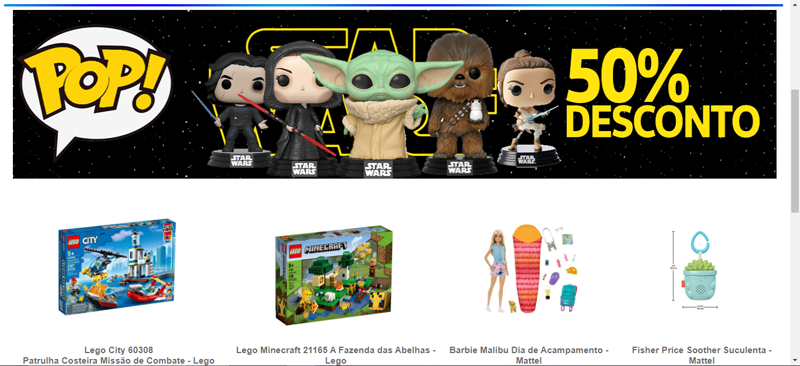 POP!
STAR WARS
50%
DESCONTO
STAR WARS
STAR WARS
STAR WARS
STAR WARS
STAR WARS
LEGO CITY
LEGO MINECRAFT
Lego City 60308
Patrulha Costeira Missão de Combate - Lego
Lego Minecraft 21165 A Fazenda das Abelhas -
Lego
Barbie Malibu Dia de Acampamento -
Mattel
Fisher Price Soother Suculenta -
Mattel